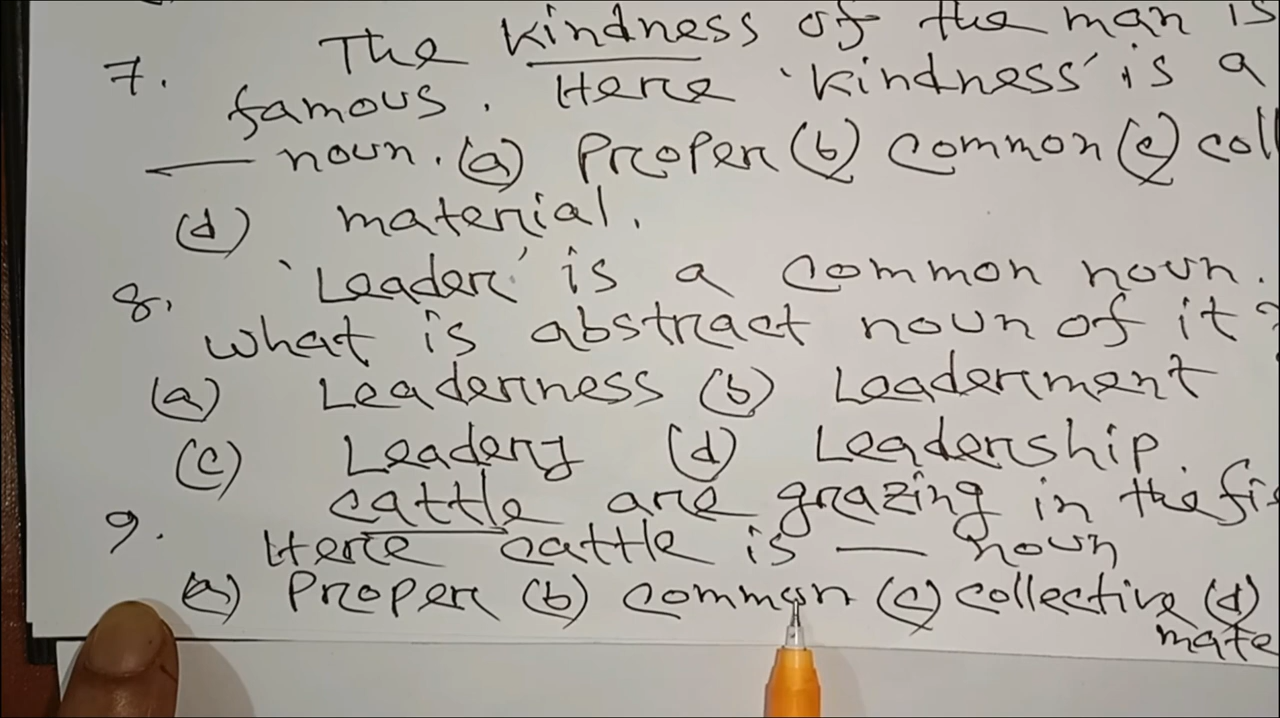 7. The kindness of the man is
famous. Here 'kindness' is a
— noun. (a) Proper (b) common (c) coll
(d) material.
8. 'Leader' is a common noun.
what is abstract noun of it?
(a) Leaderness (b) Leaderment
(c) Leadery (d) Leadership.
9. cattle are grazing in the fi
Here cattle is — noun
(a) Proper (b) common (c) collective (d)
mate